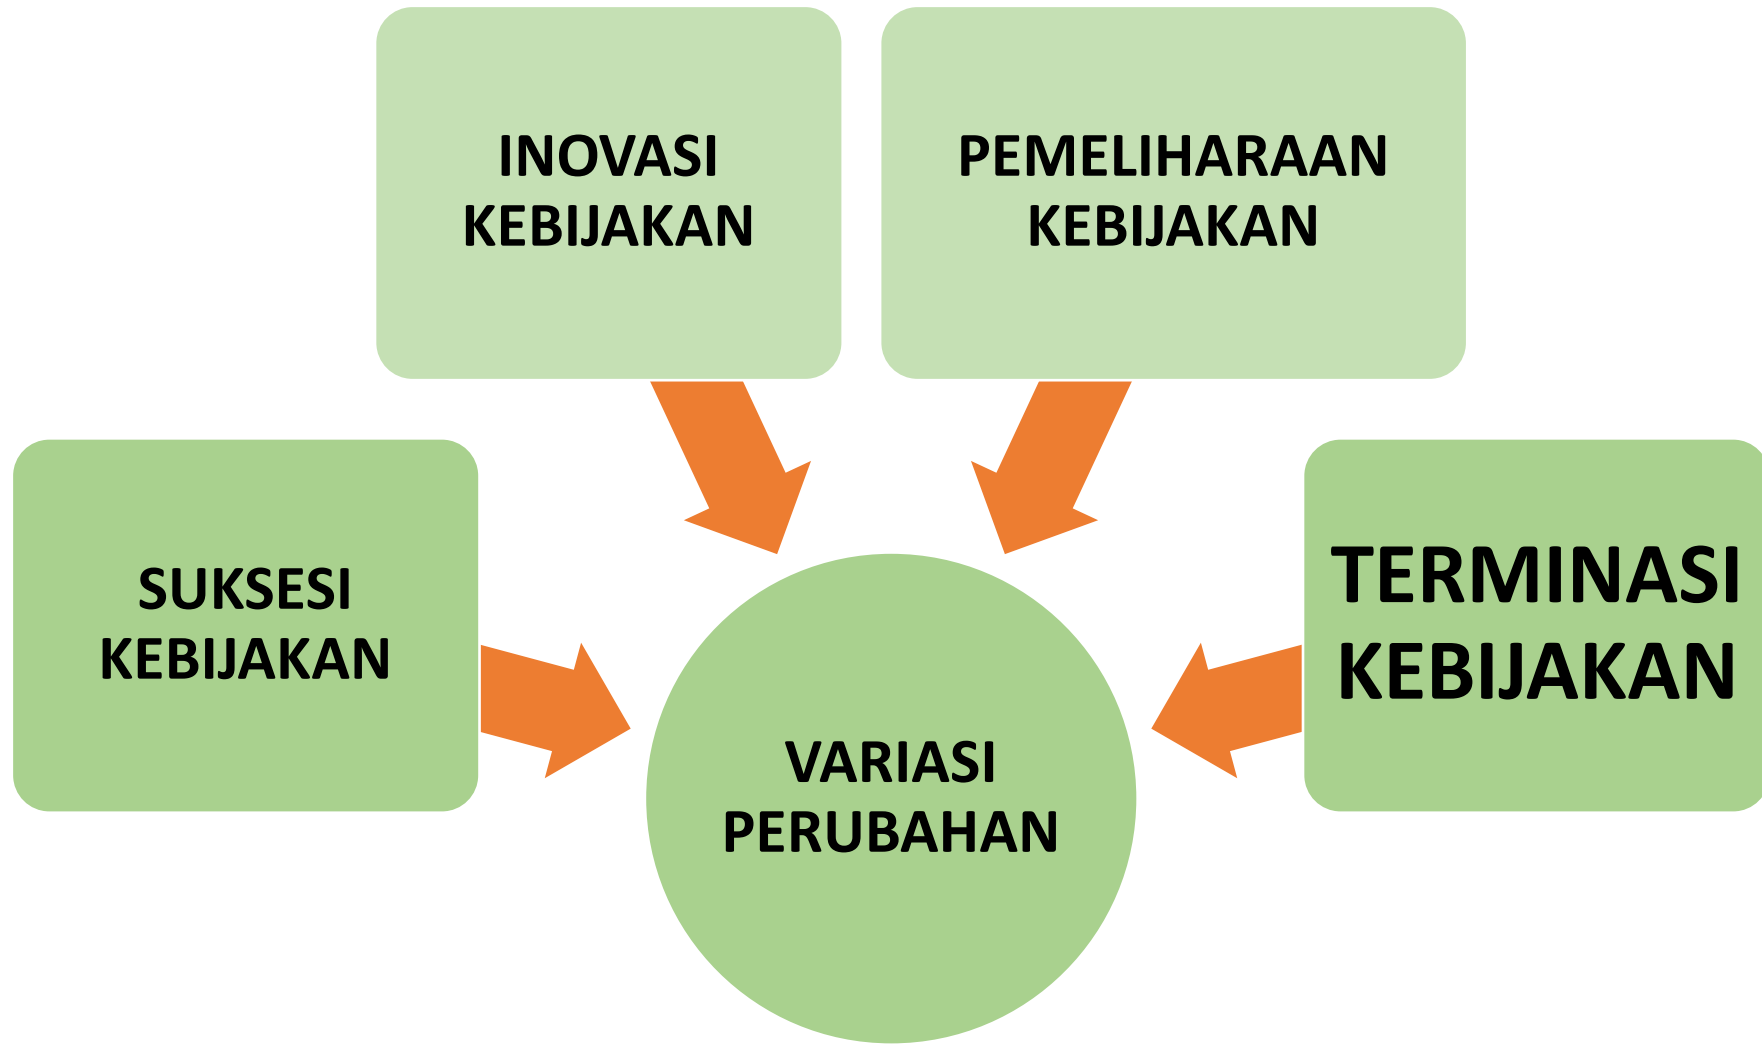 INOVASI
KEBIJAKAN
PEMELIHARAAN
KEBIJAKAN
SUKSESI
KEBIJAKAN
TERMINASI
KEBIJAKAN
VARIASI
PERUBAHAN